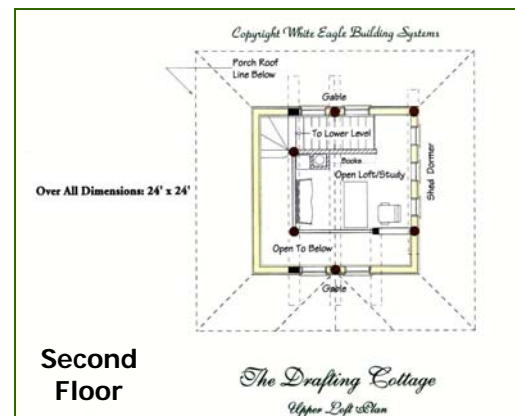 Copyright White Eagle Building Systems
Porch Roof
Line Below
Gable
To Lower Level
Books
Open Loft/Study
Shed Dormer
Over All Dimensions: 24' x 24'
Open To Below
Gable
Second
Floor
The Drafting Cottage
Upper Loft Plan